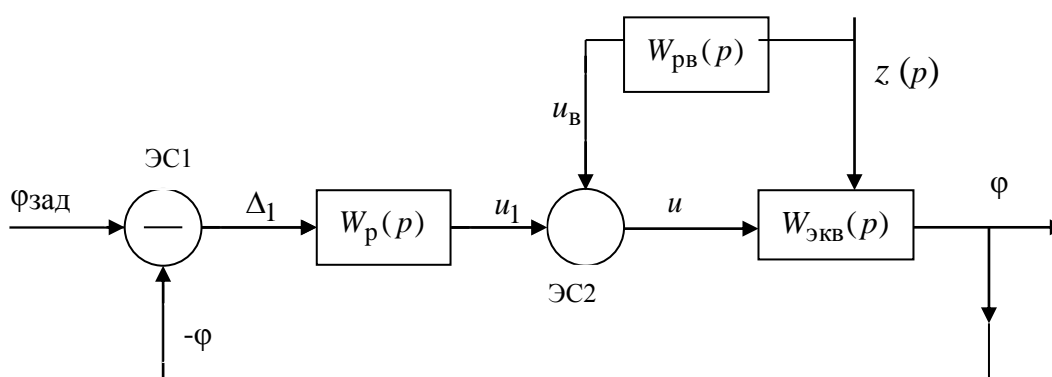 W_рв(p)
z (p)
u_в
ЭС1
φзад
Δ_1
W_р(p)
u_1
u
W_экв(p)
φ
ЭС2
-φ